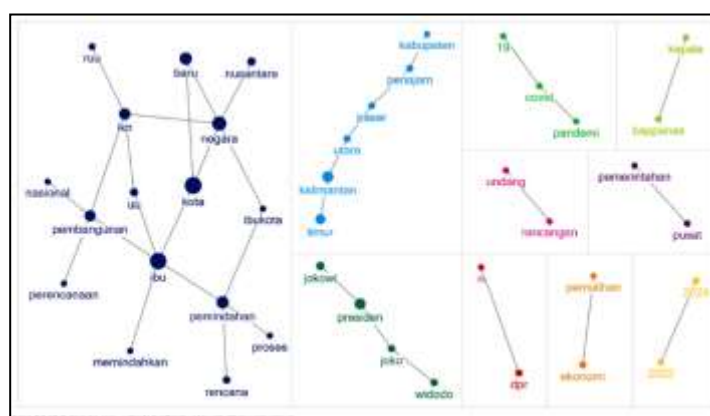 ruu
baru
nusantara
ikn
negara
nasional
uu
kota
ibukota
pembangunan
ibu
perencanaan
pemindahan
proses
memindahkan
rencana
kabupaten
penajam
paser
utara
kalimantan
timur
19
covid
pandemi
kepala
bappenas
undang
rancangan
pemerintahan
pusat
jokowi
presiden
joko
widodo
ri
dpr
pemulihan
ekonomi
2024